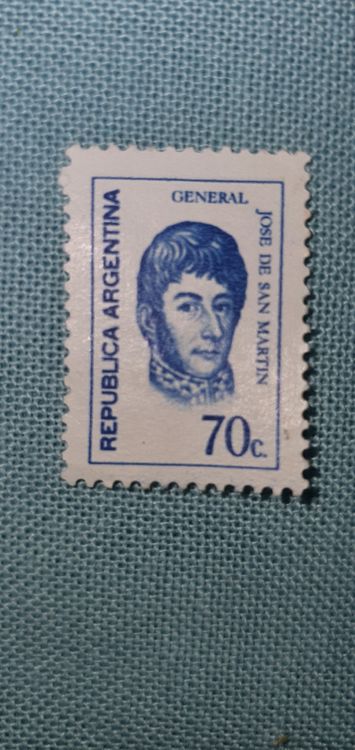 REPUBLICA ARGENTINA
GENERAL
JOSE DE SAN MARTIN
70c.